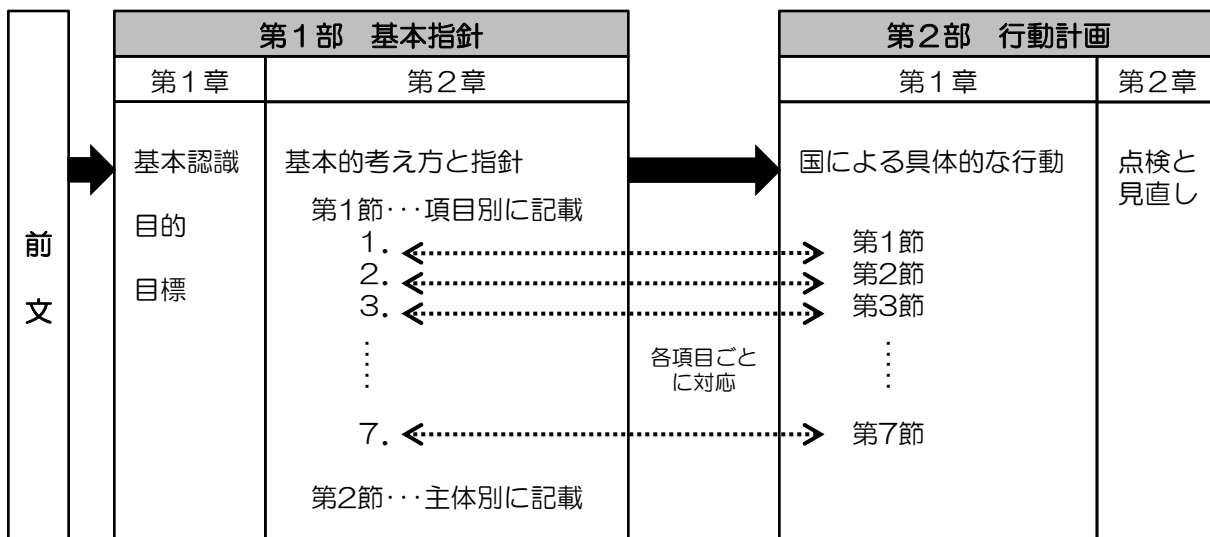 前
文
第1部 基本指針
第1章
第2章
基本認識
目的
目標
基本的考え方と指針
第1節･･･項目別に記載
1.
2.
3.
⋮
7.
第2節･･･主体別に記載
各項目ごと
に対応
第2部 行動計画
第1章
第2章
国による具体的な行動
第1節
第2節
第3節
⋮
第7節
点検と
見直し